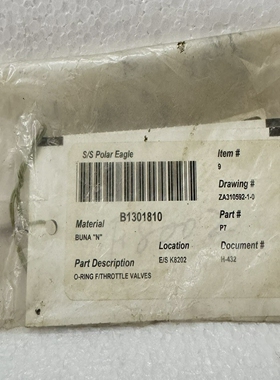 S/S Polar Eagle
Item #
9
Drawing #
ZA310592-1-0
B1301810
Material
BUNA "N"
Part #
P7
Location
E/S K8202
Document #
H-432
Part Description
O-RING F/THROTTLE VALVES